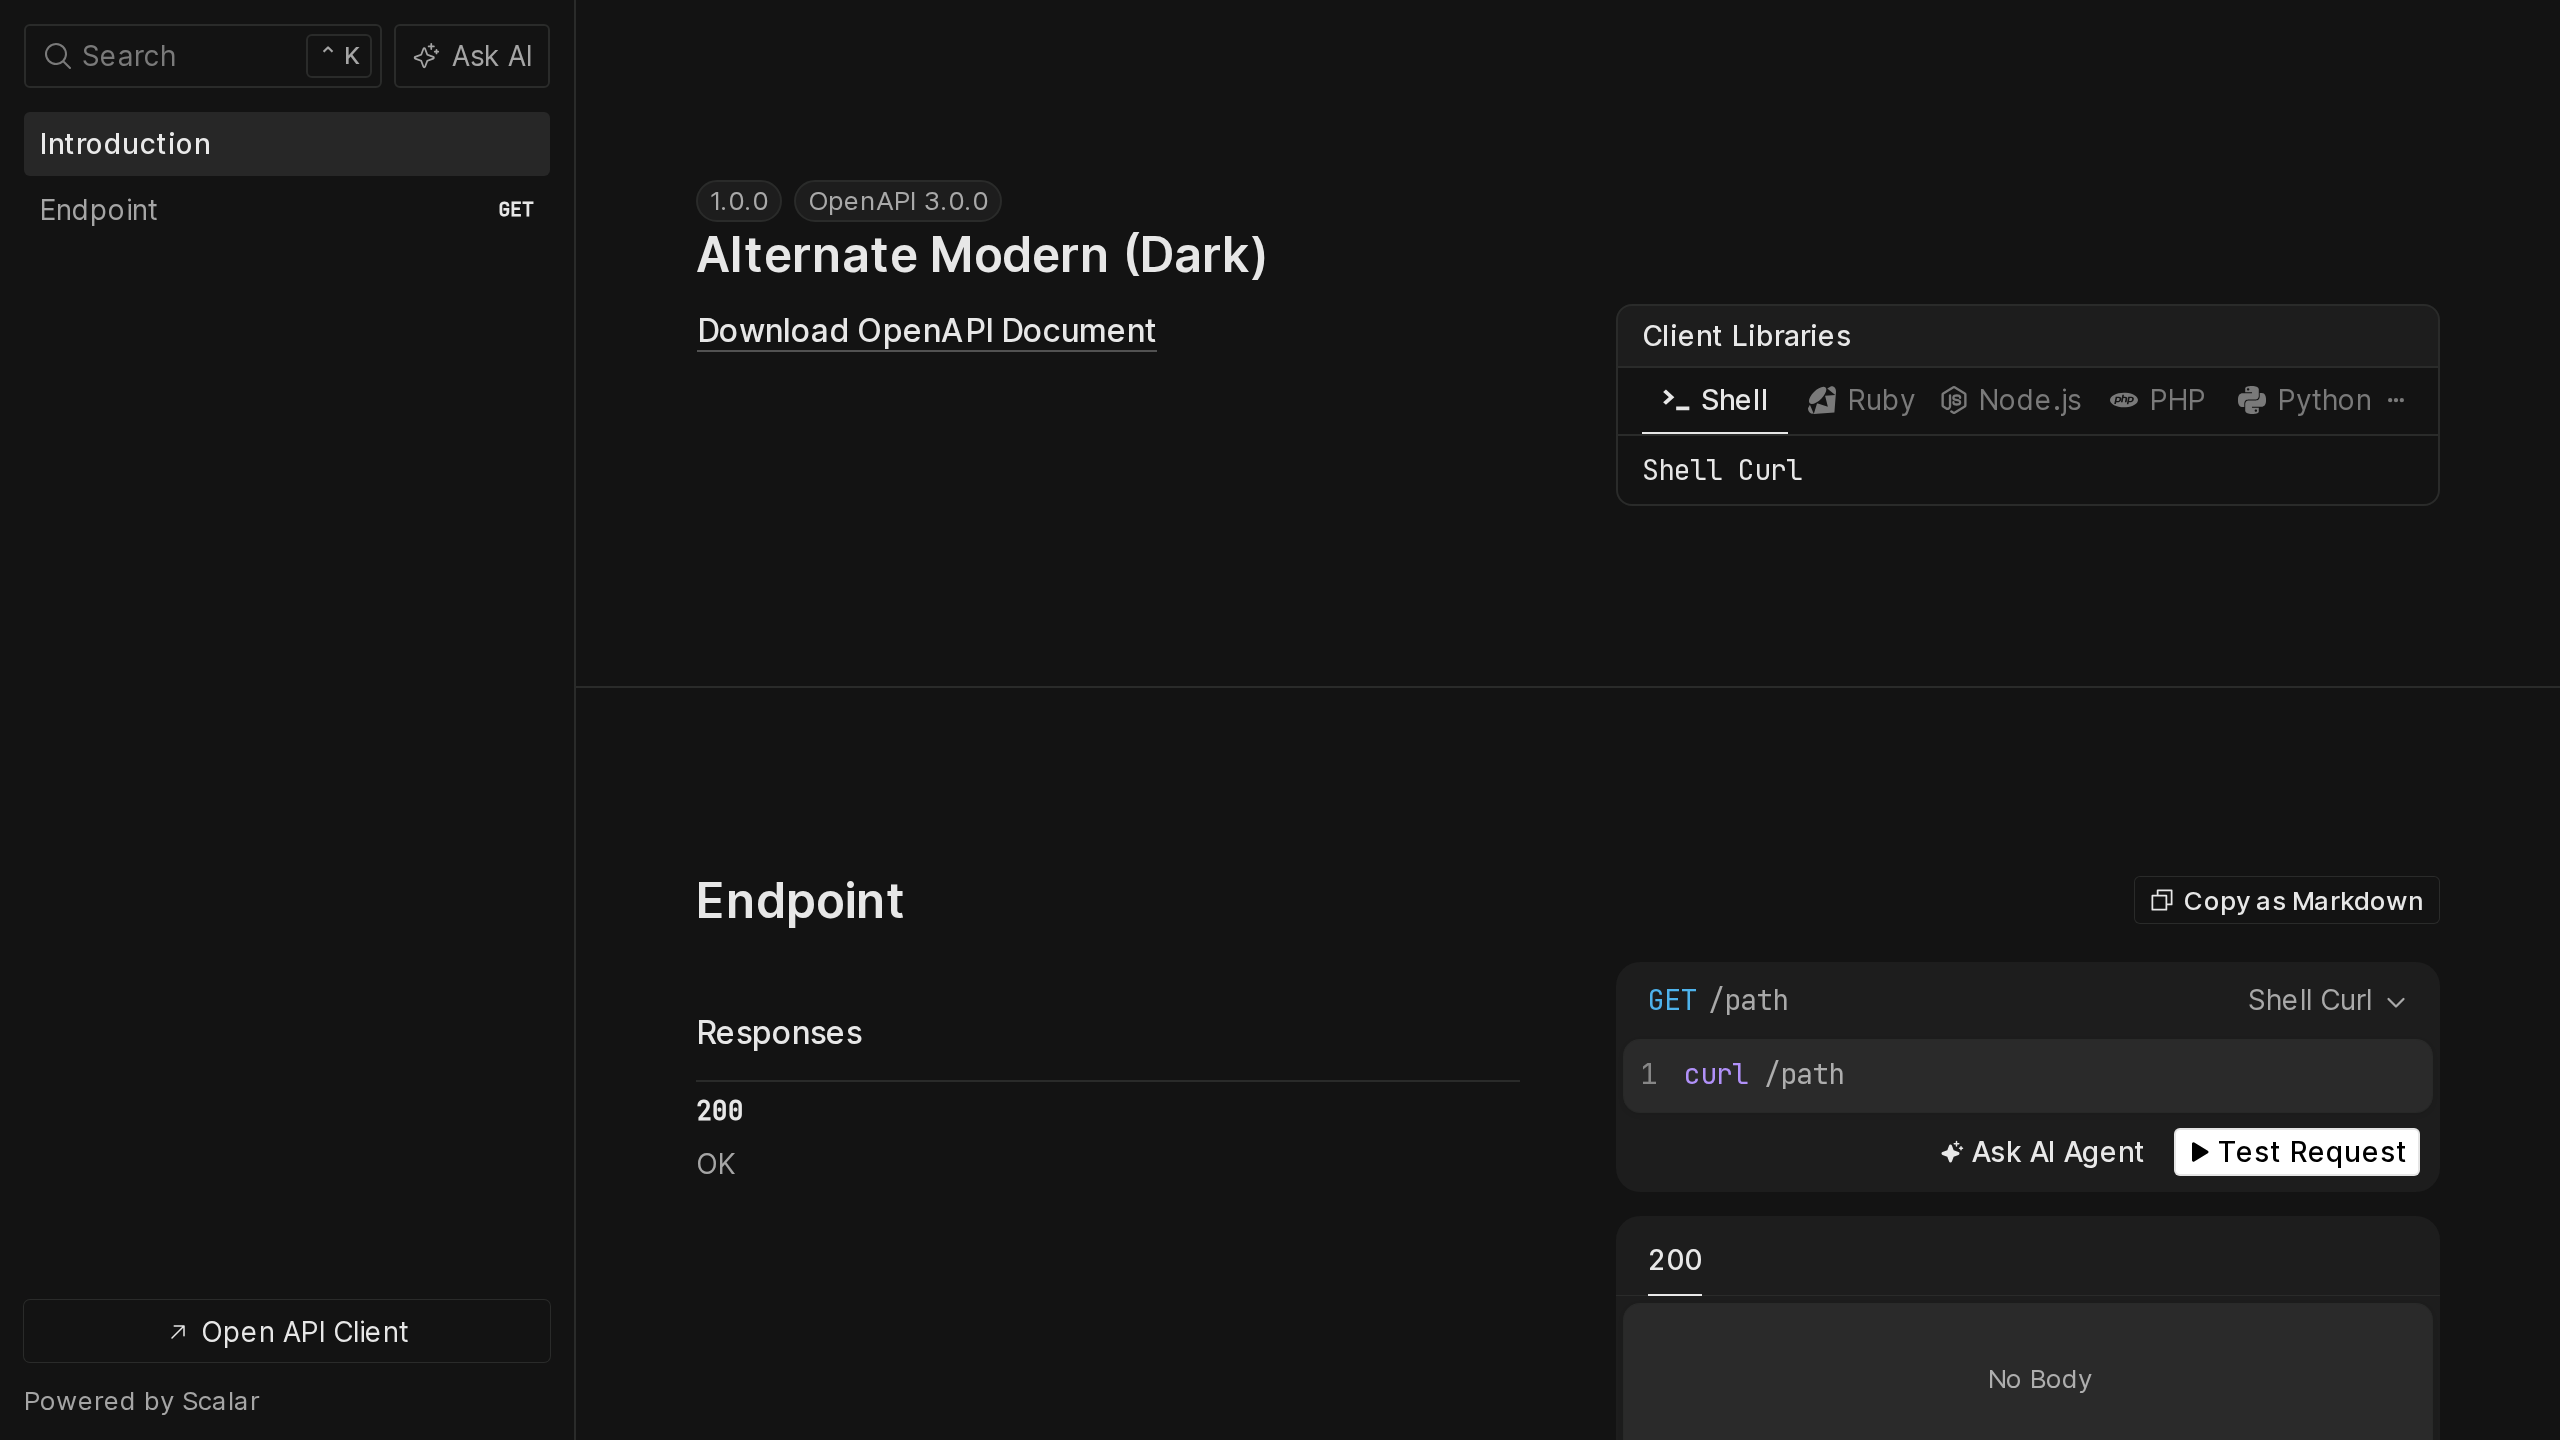 Search ⌃ K Ask AI
Introduction
Endpoint GET
Open API Client
Powered by Scalar
1.0.0 OpenAPI 3.0.0
Alternate Modern (Dark)
Download OpenAPI Document
Client Libraries
Shell Ruby Node.js PHP Python ···
Shell Curl
Endpoint
Copy as Markdown
Responses
200
OK
GET /path Shell Curl
1 curl /path
Ask AI Agent Test Request
200
No Body